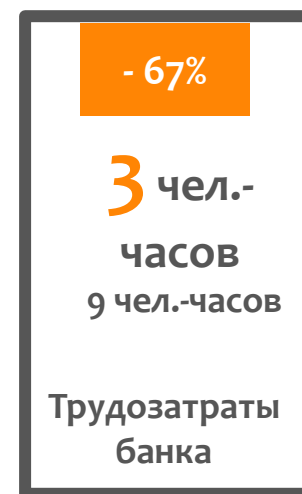 - 67%
3 чел.-
часов
9 чел.-часов
Трудозатраты
банка